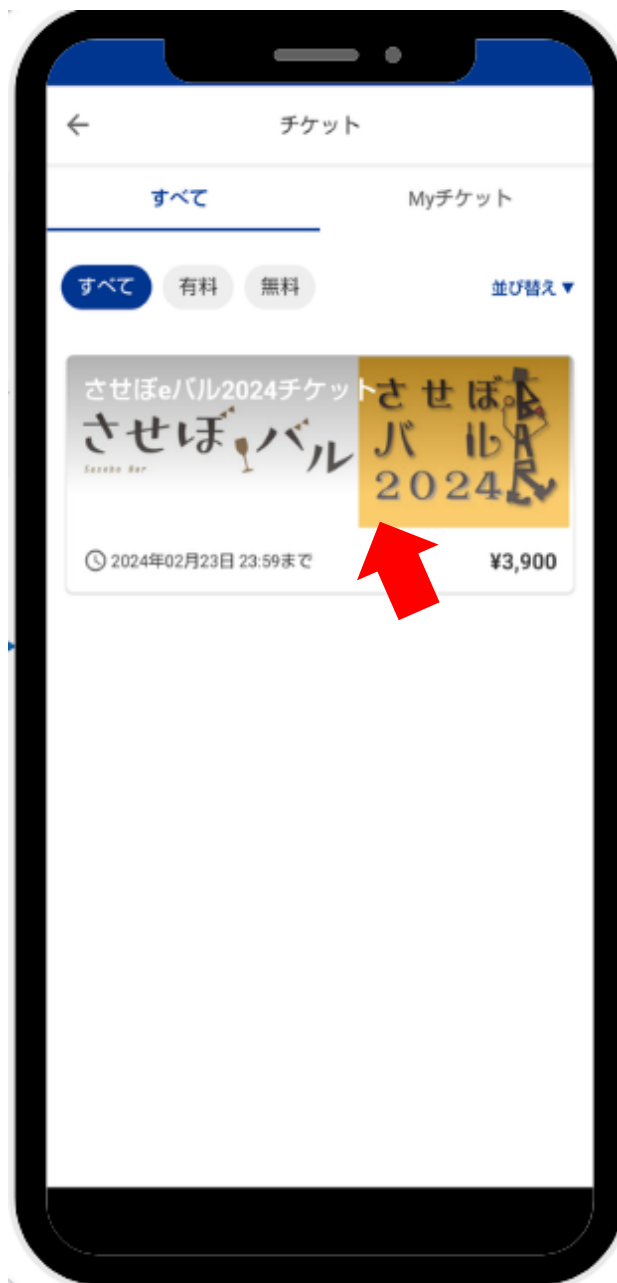 チケット
すべて
Myチケット
すべて
有料
無料
並び替え▼
させぼeバル2024チケット
させぼバル
Sasebo Bar
させぼ
バル
2024
BAR
2024年02月23日 23:59まで
¥3,900